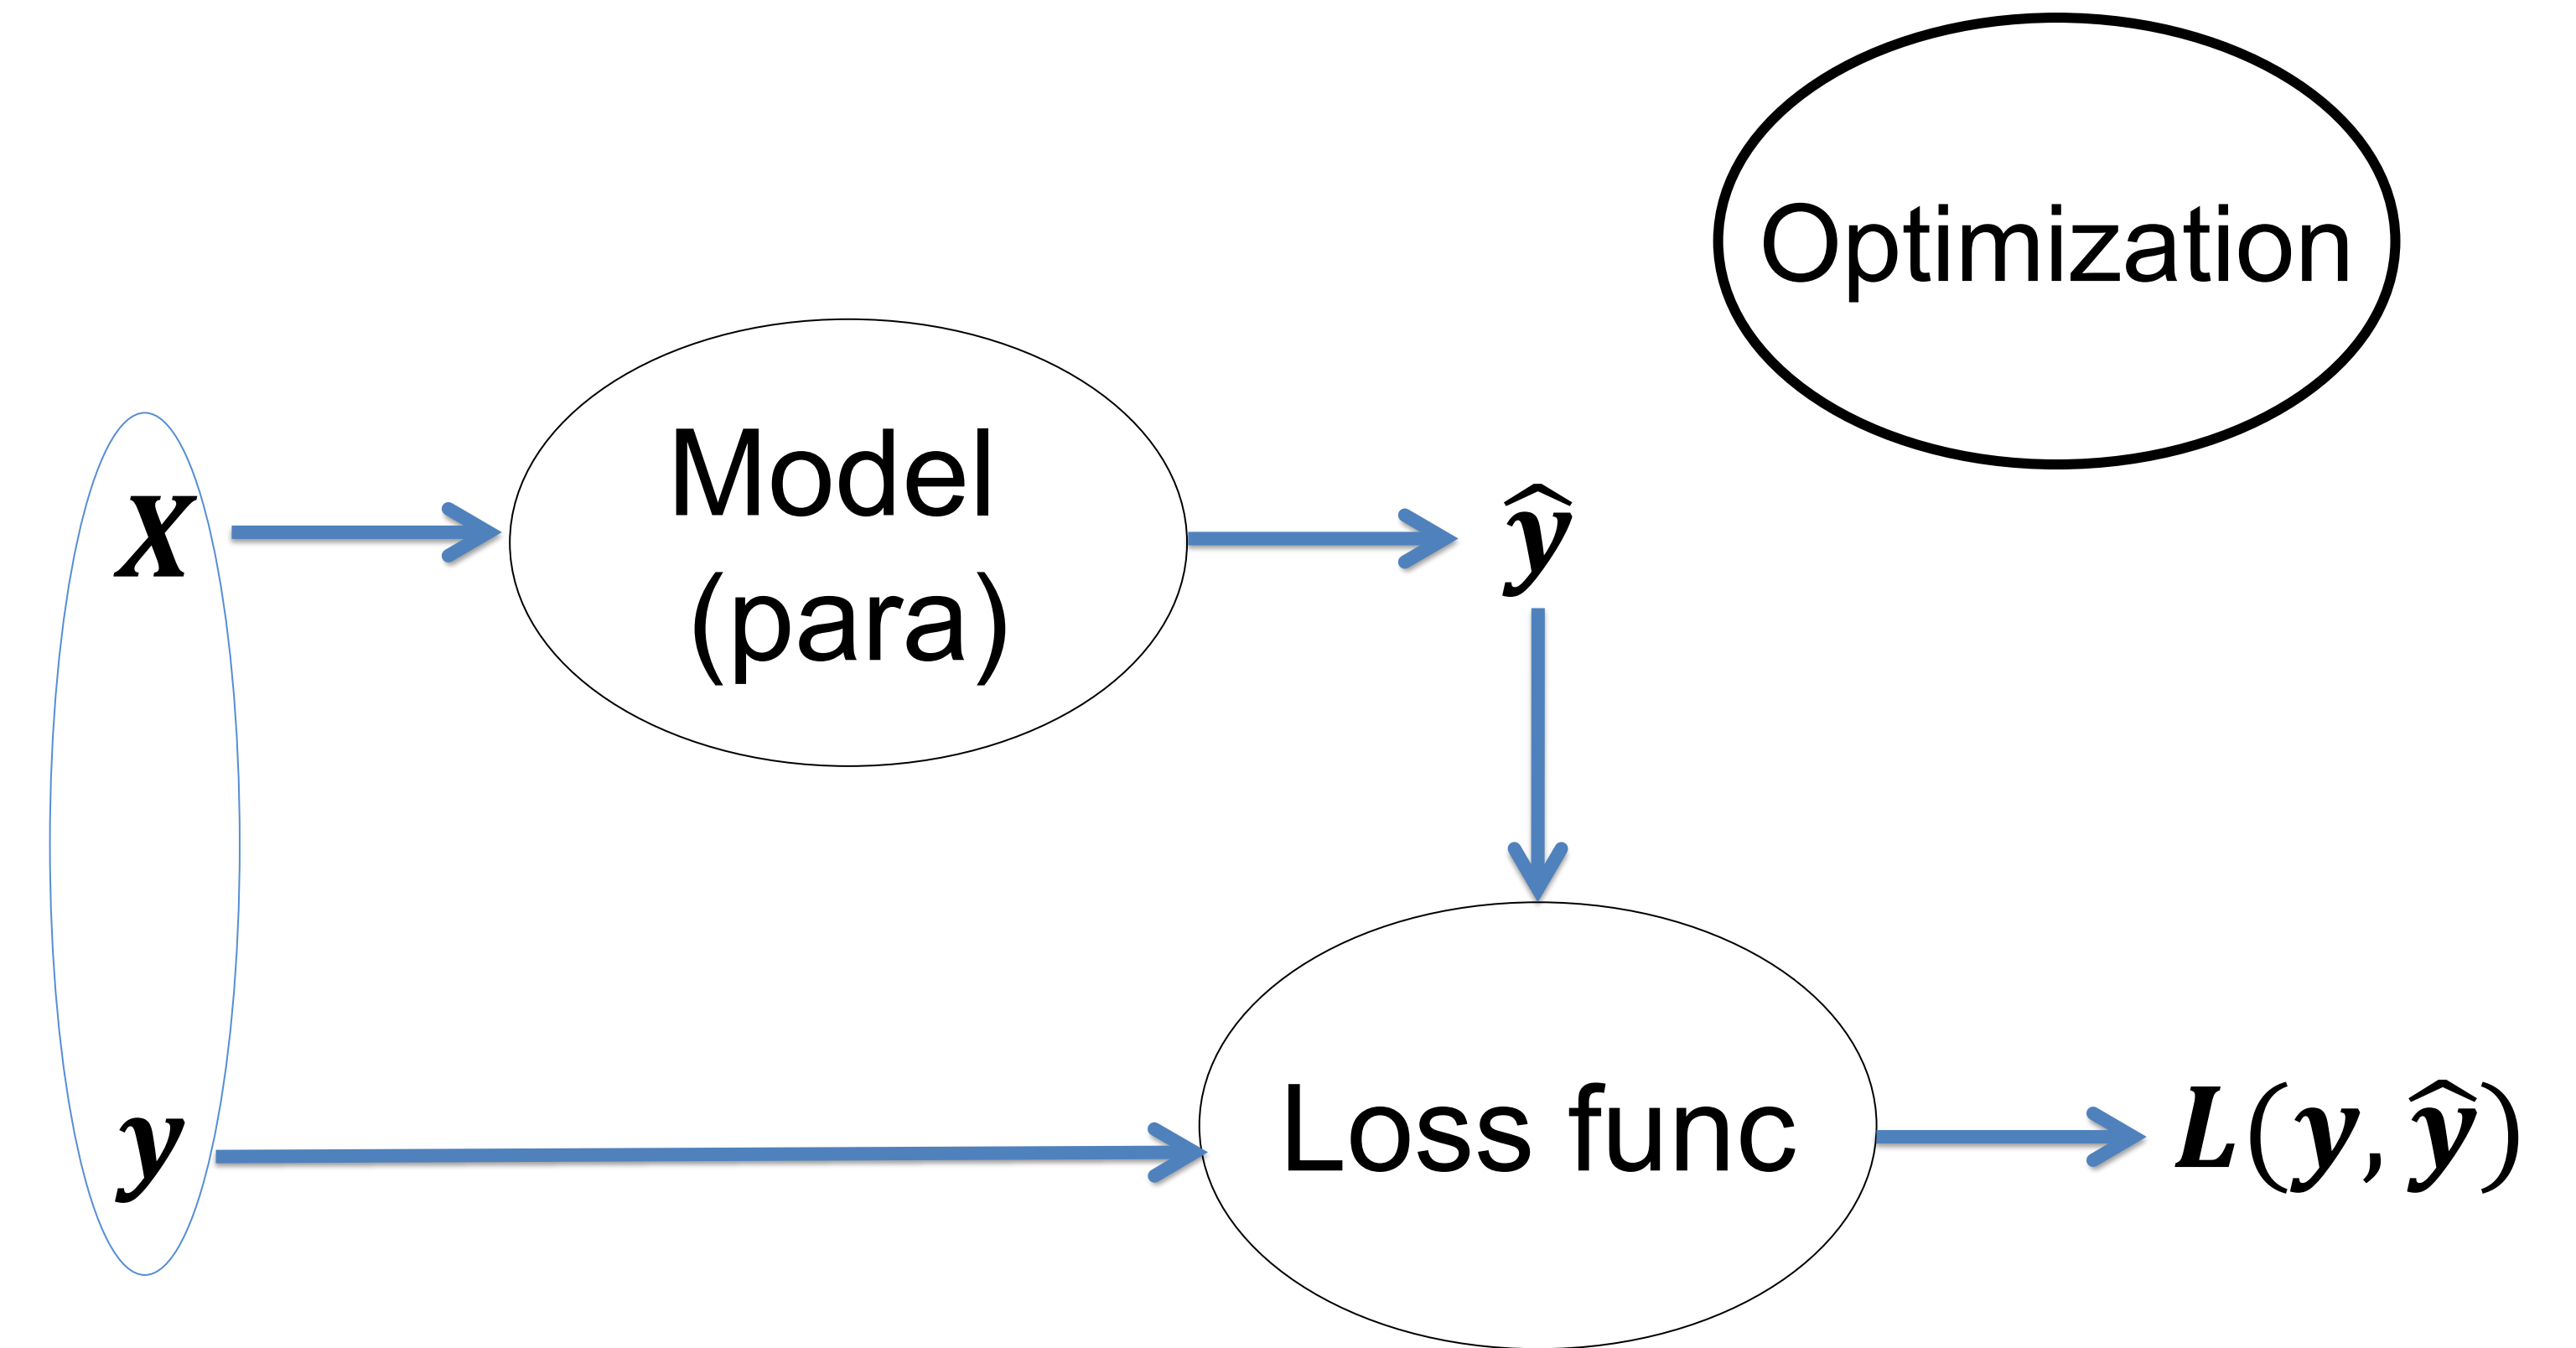 Optimization
Model
(para)
X
ŷ
y
Loss func
L(y, ŷ)